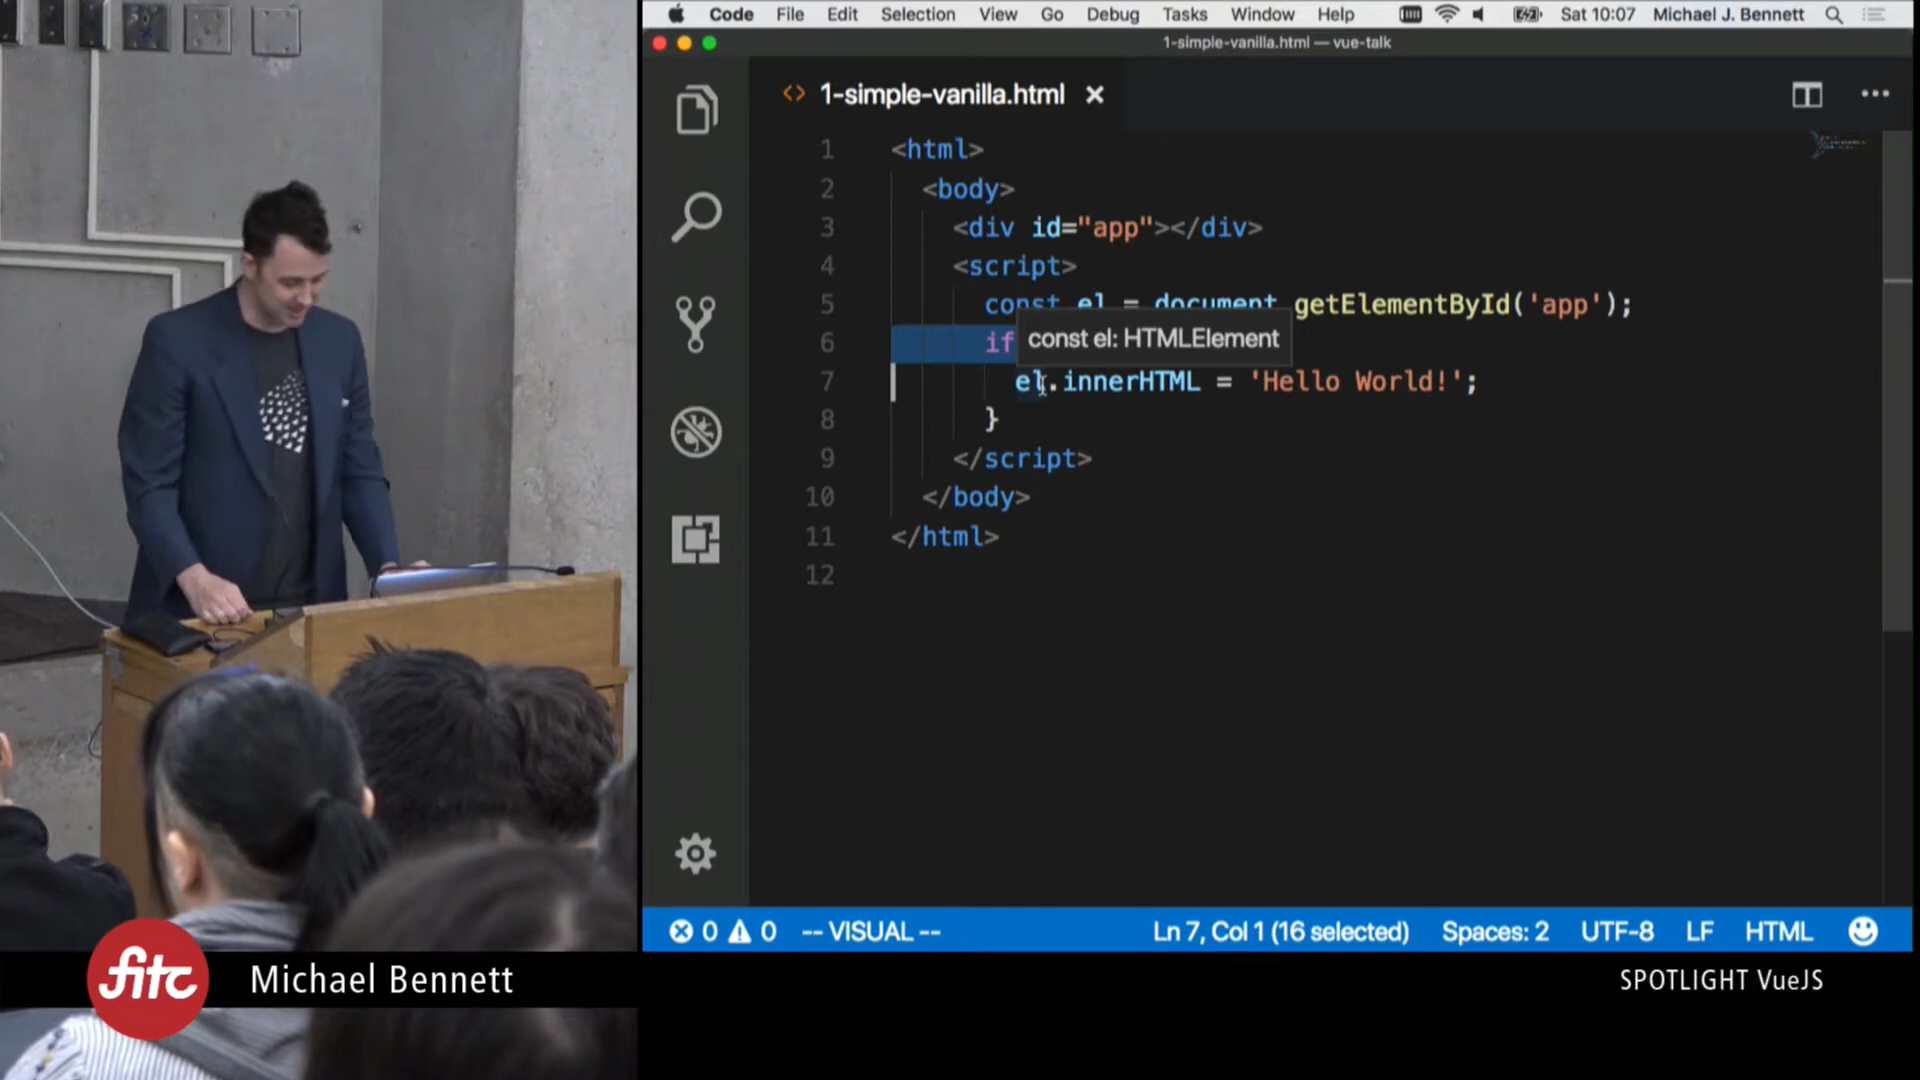 Code File Edit Selection View Go Debug Tasks Window Help Sat 10:07 Michael J. Bennett
1-simple-vanilla.html — vue-talk
<> 1-simple-vanilla.html
1 <html>
2 <body>
3 <div id="app"></div>
4 <script>
5 const el = document.getElementById('app');
6 if
const el: HTMLElement
7 el.innerHTML = 'Hello World!';
8 }
9 </script>
10 </body>
11 </html>
12
0 0 -- VISUAL -- Ln 7, Col 1 (16 selected) Spaces: 2 UTF-8 LF HTML
fitc Michael Bennett SPOTLIGHT VueJS